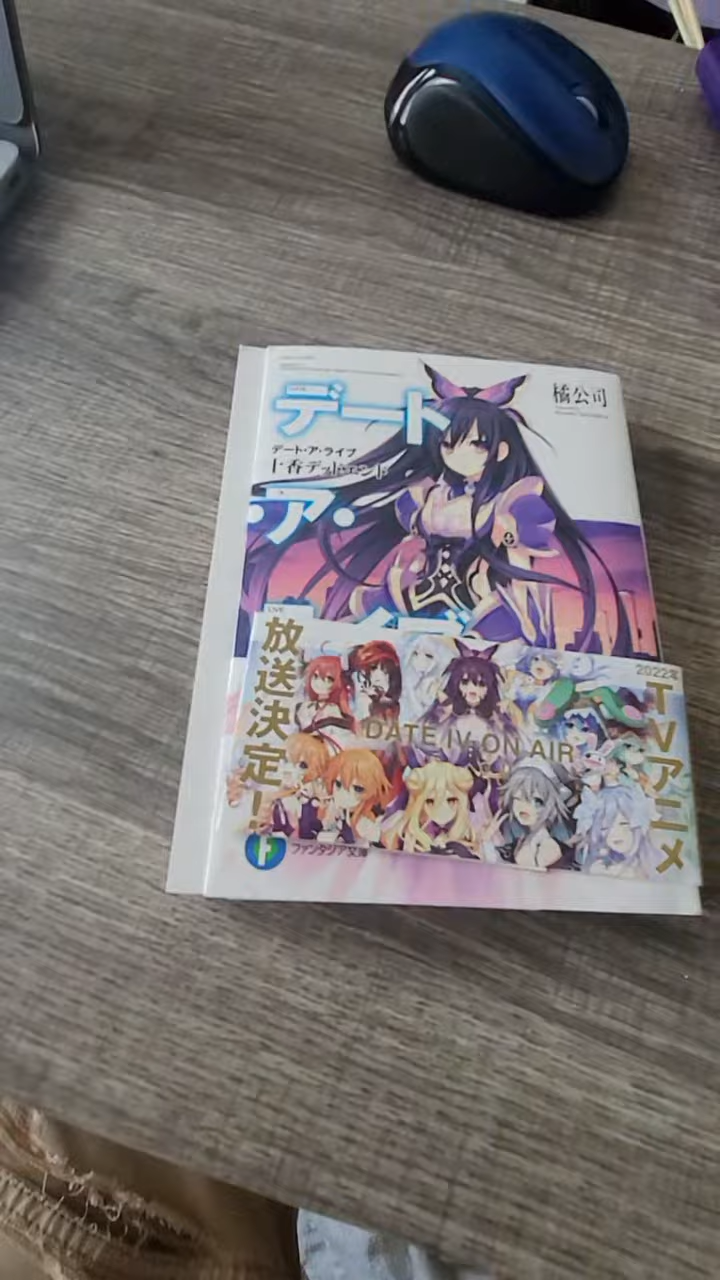 デート
橘公司
デート・ア・ライブ
十香デッドエンド
・ア・
LIVE
放送決定!
2022年
TVアニメ
DATE IV ON AIR
ファンタジア文庫